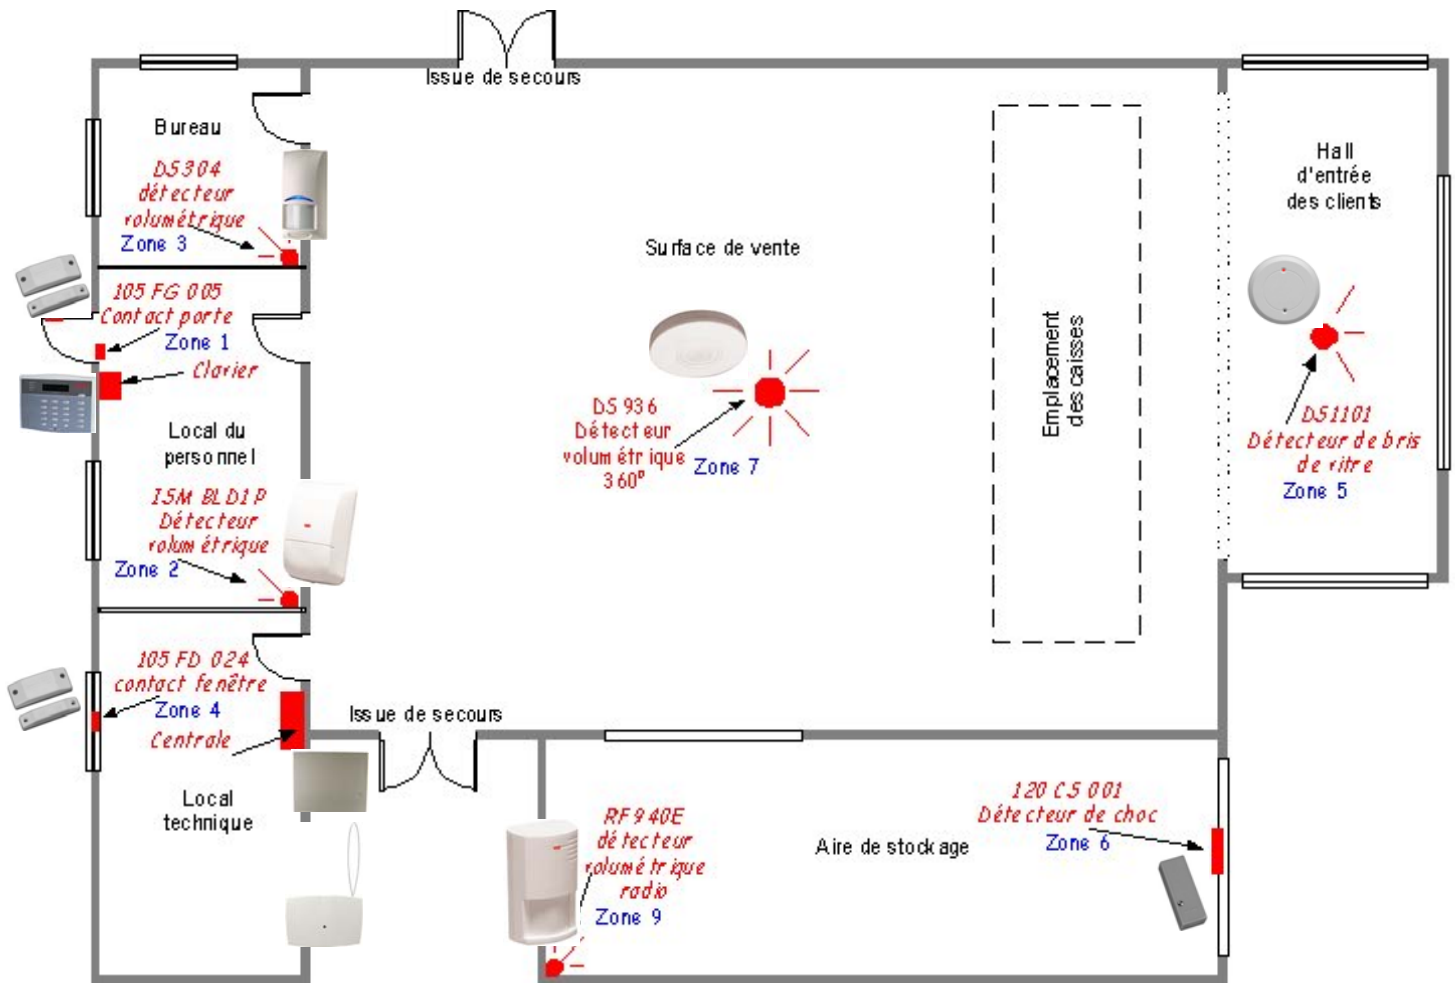 Issue de secours
Bureau
DS304
détecteur
volumétrique
Zone 3
105 FG 005
Contact porte
Zone 1
Clavier
Local du
personnel
ISM BLD1P
Détecteur
volumétrique
Zone 2
105 FD 024
contact fenêtre
Zone 4
Centrale
Local
technique
Surface de vente
DS 936
Détecteur
volumétrique
360°
Zone 7
Emplacement
des caisses
Hall
d'entrée
des clients
DS1101
Détecteur de bris
de vitre
Zone 5
Issue de secours
RF940E
détecteur
volumétrique
radio
Zone 9
Aire de stockage
120 CS 001
Détecteur de choc
Zone 6